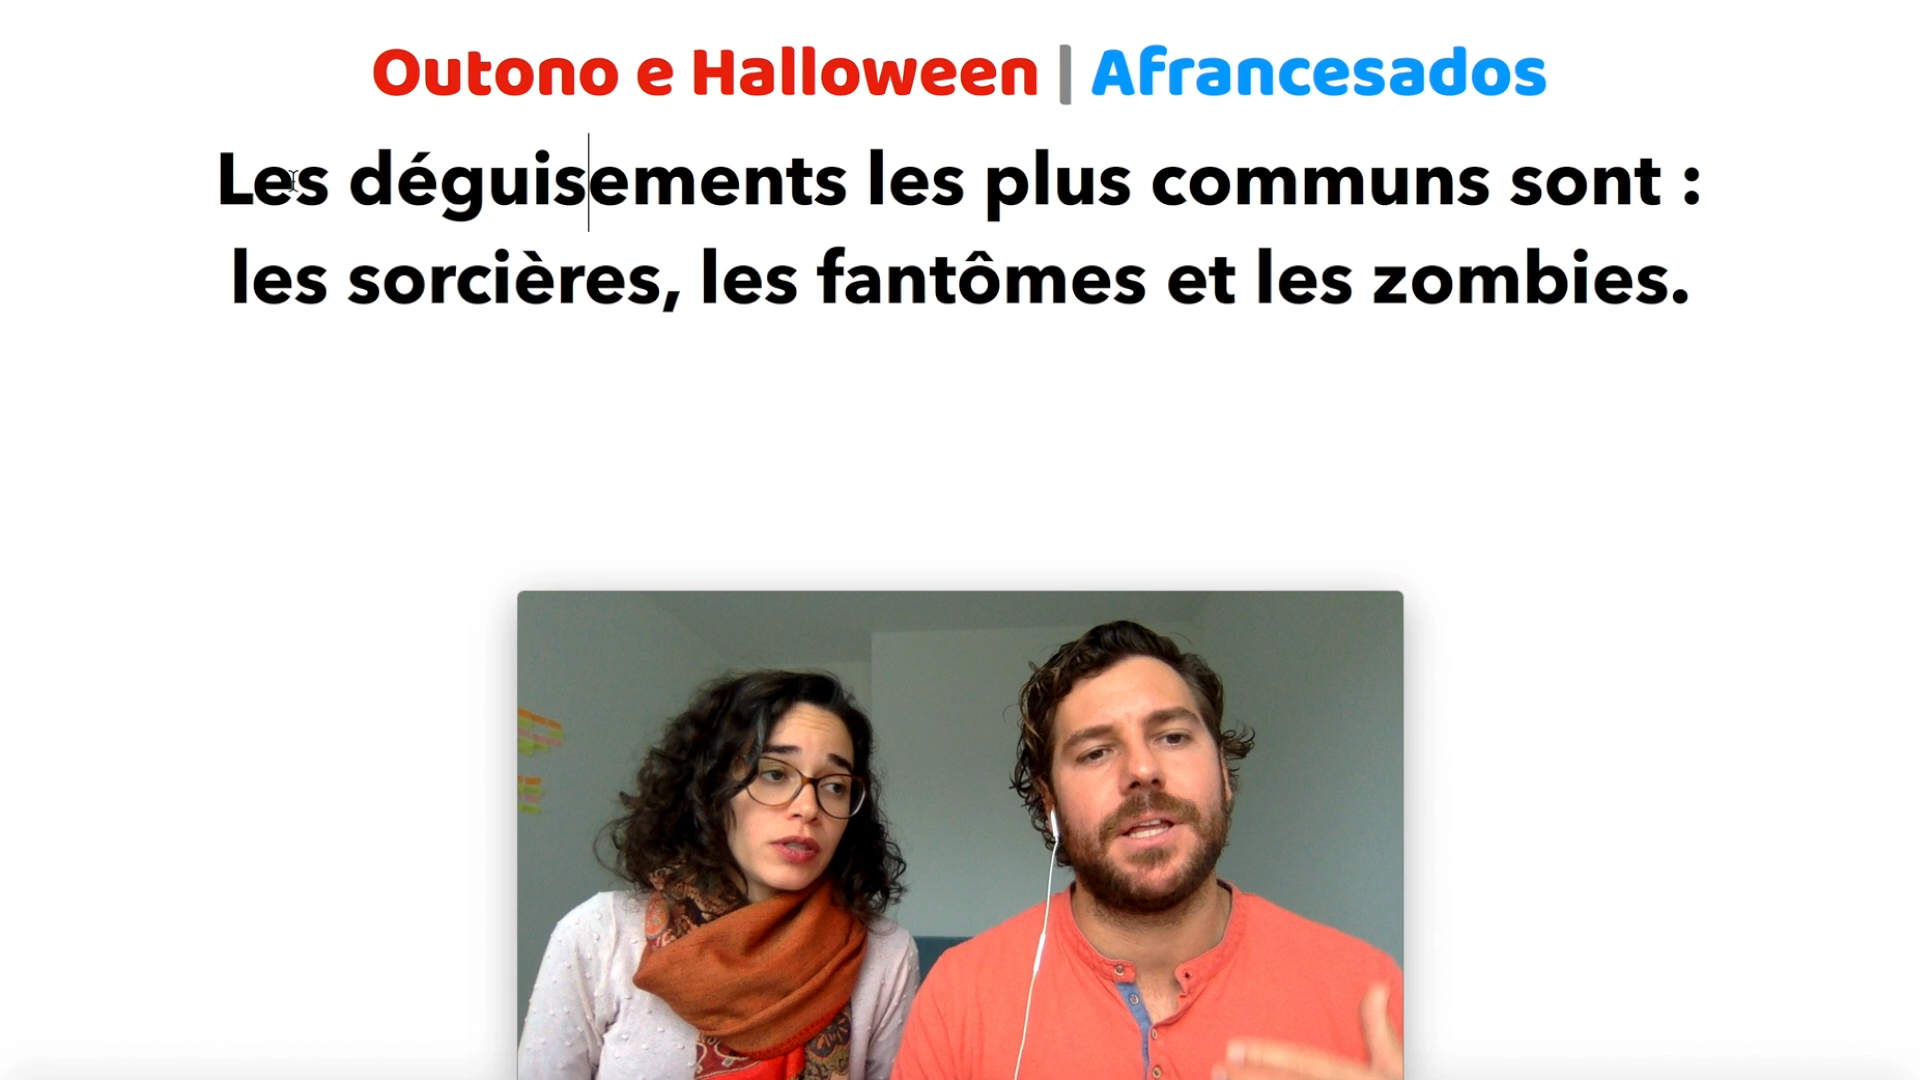 Outono e Halloween | Afrancesados
Les déguisements les plus communs sont :
les sorcières, les fantômes et les zombies.